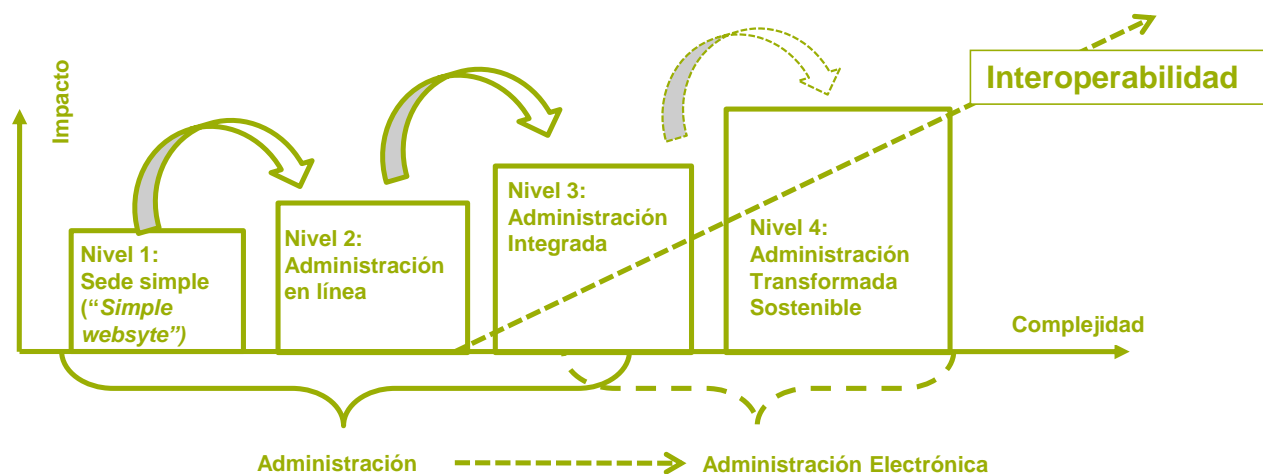 Impacto
Interoperabilidad
Nivel 1:
Sede simple
(“Simple
websyte”)
Nivel 2:
Administración
en línea
Nivel 3:
Administración
Integrada
Nivel 4:
Administración
Transformada
Sostenible
Complejidad
Administración
Administración Electrónica